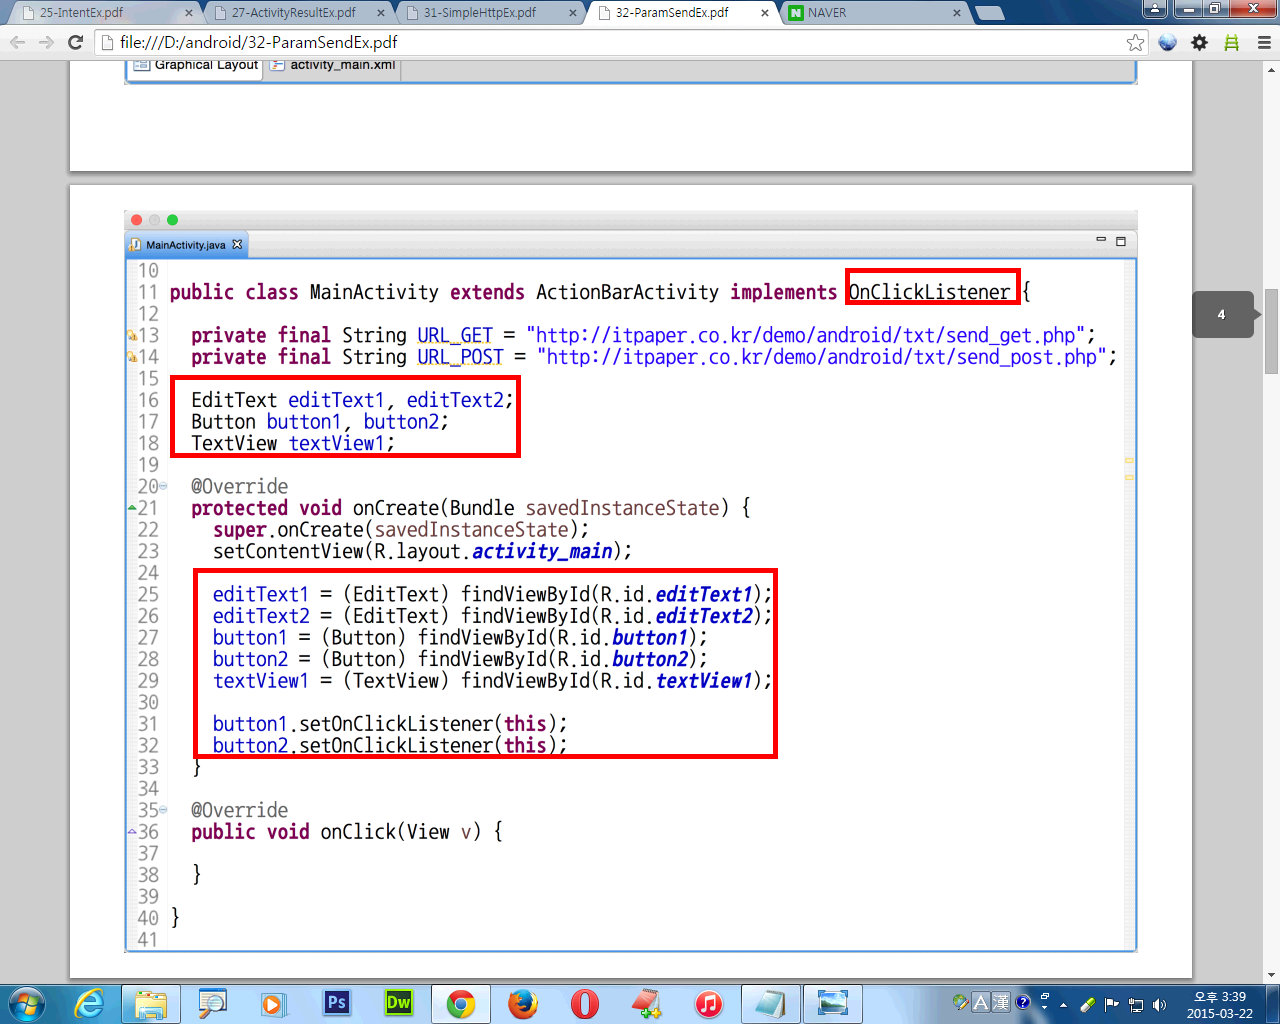 25-IntentEx.pdf
27-ActivityResultEx.pdf
31-SimpleHttpEx.pdf
32-ParamSendEx.pdf
NAVER
file:///D:/android/32-ParamSendEx.pdf
Graphical Layout
activity_main.xml
MainActivity.java
10
11 public class MainActivity extends ActionBarActivity implements OnClickListener {
12
13 private final String URL_GET = "http://itpaper.co.kr/demo/android/txt/send_get.php";
14 private final String URL_POST = "http://itpaper.co.kr/demo/android/txt/send_post.php";
15
16 EditText editText1, editText2;
17 Button button1, button2;
18 TextView textView1;
19
20 @Override
21 protected void onCreate(Bundle savedInstanceState) {
22 super.onCreate(savedInstanceState);
23 setContentView(R.layout.activity_main);
24
25 editText1 = (EditText) findViewById(R.id.editText1);
26 editText2 = (EditText) findViewById(R.id.editText2);
27 button1 = (Button) findViewById(R.id.button1);
28 button2 = (Button) findViewById(R.id.button2);
29 textView1 = (TextView) findViewById(R.id.textView1);
30
31 button1.setOnClickListener(this);
32 button2.setOnClickListener(this);
33 }
34
35 @Override
36 public void onClick(View v) {
37
38 }
39
40 }
41
4
Ps
Dw
A 漢
오후 3:39
2015-03-22